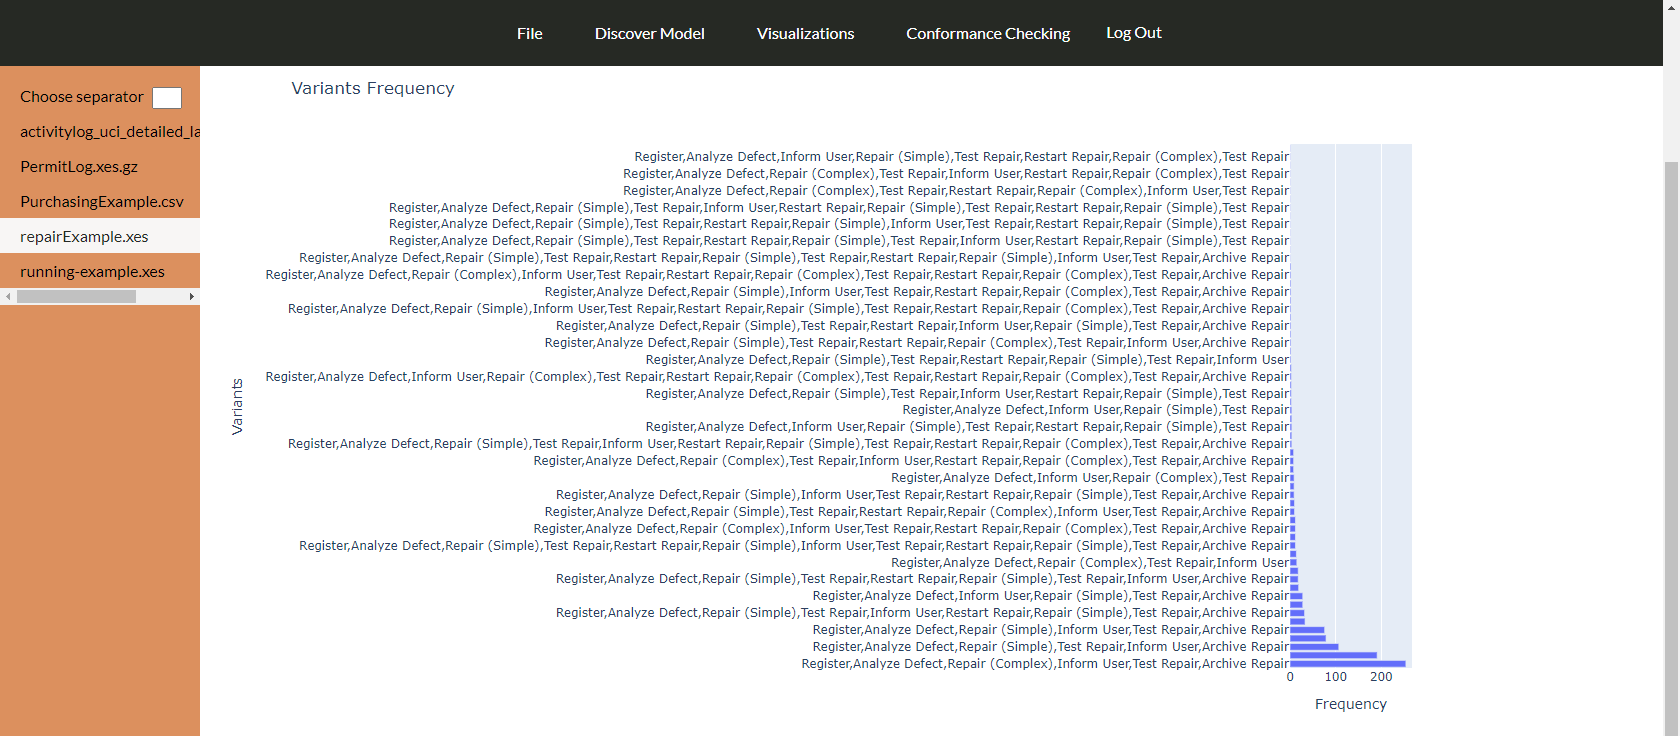 File Discover Model Visualizations Conformance Checking Log Out
Choose separator
activitylog_uci_detailed_la
PermitLog.xes.gz
PurchasingExample.csv
repairExample.xes
running-example.xes
Variants Frequency
Register,Analyze Defect,Inform User,Repair (Simple),Test Repair,Restart Repair,Repair (Complex),Test Repair
Register,Analyze Defect,Repair (Complex),Test Repair,Inform User,Restart Repair,Repair (Complex),Test Repair
Register,Analyze Defect,Repair (Complex),Test Repair,Restart Repair,Repair (Complex),Inform User,Test Repair
Register,Analyze Defect,Repair (Simple),Test Repair,Inform User,Restart Repair,Repair (Simple),Test Repair,Restart Repair,Repair (Simple),Test Repair
Register,Analyze Defect,Repair (Simple),Test Repair,Restart Repair,Repair (Simple),Inform User,Test Repair,Restart Repair,Repair (Simple),Test Repair
Register,Analyze Defect,Repair (Simple),Test Repair,Restart Repair,Repair (Simple),Test Repair,Inform User,Restart Repair,Repair (Simple),Test Repair
Register,Analyze Defect,Repair (Simple),Test Repair,Restart Repair,Repair (Simple),Test Repair,Restart Repair,Repair (Simple),Inform User,Test Repair,Archive Repair
Register,Analyze Defect,Repair (Complex),Inform User,Test Repair,Restart Repair,Repair (Complex),Test Repair,Restart Repair,Repair (Complex),Test Repair,Archive Repair
Register,Analyze Defect,Repair (Simple),Inform User,Test Repair,Restart Repair,Repair (Complex),Test Repair,Archive Repair
Register,Analyze Defect,Repair (Simple),Inform User,Test Repair,Restart Repair,Repair (Simple),Test Repair,Restart Repair,Repair (Complex),Test Repair,Archive Repair
Register,Analyze Defect,Repair (Simple),Test Repair,Restart Repair,Inform User,Repair (Simple),Test Repair,Archive Repair
Register,Analyze Defect,Repair (Simple),Test Repair,Restart Repair,Repair (Complex),Test Repair,Inform User,Archive Repair
Register,Analyze Defect,Repair (Simple),Test Repair,Restart Repair,Repair (Simple),Test Repair,Inform User
Register,Analyze Defect,Inform User,Repair (Complex),Test Repair,Restart Repair,Repair (Complex),Test Repair,Restart Repair,Repair (Complex),Test Repair,Archive Repair
Register,Analyze Defect,Repair (Simple),Test Repair,Inform User,Restart Repair,Repair (Simple),Test Repair
Register,Analyze Defect,Inform User,Repair (Simple),Test Repair
Register,Analyze Defect,Inform User,Repair (Simple),Test Repair,Restart Repair,Repair (Simple),Test Repair
Register,Analyze Defect,Repair (Simple),Test Repair,Inform User,Restart Repair,Repair (Simple),Test Repair,Restart Repair,Repair (Complex),Test Repair,Archive Repair
Register,Analyze Defect,Repair (Complex),Test Repair,Inform User,Restart Repair,Repair (Complex),Test Repair,Archive Repair
Register,Analyze Defect,Inform User,Repair (Complex),Test Repair
Register,Analyze Defect,Repair (Simple),Inform User,Test Repair,Restart Repair,Repair (Simple),Test Repair,Archive Repair
Register,Analyze Defect,Repair (Simple),Test Repair,Restart Repair,Repair (Complex),Inform User,Test Repair,Archive Repair
Register,Analyze Defect,Repair (Complex),Inform User,Test Repair,Restart Repair,Repair (Complex),Test Repair,Archive Repair
Register,Analyze Defect,Repair (Simple),Test Repair,Restart Repair,Repair (Simple),Inform User,Test Repair,Restart Repair,Repair (Simple),Test Repair,Archive Repair
Register,Analyze Defect,Repair (Complex),Test Repair,Inform User
Register,Analyze Defect,Repair (Simple),Test Repair,Restart Repair,Repair (Simple),Test Repair,Inform User,Archive Repair
Register,Analyze Defect,Inform User,Repair (Simple),Test Repair,Archive Repair
Register,Analyze Defect,Repair (Simple),Test Repair,Inform User,Restart Repair,Repair (Simple),Test Repair,Archive Repair
Register,Analyze Defect,Repair (Simple),Inform User,Test Repair,Archive Repair
Register,Analyze Defect,Repair (Simple),Test Repair,Inform User,Archive Repair
Register,Analyze Defect,Repair (Complex),Inform User,Test Repair,Archive Repair
Variants
0 100 200
Frequency